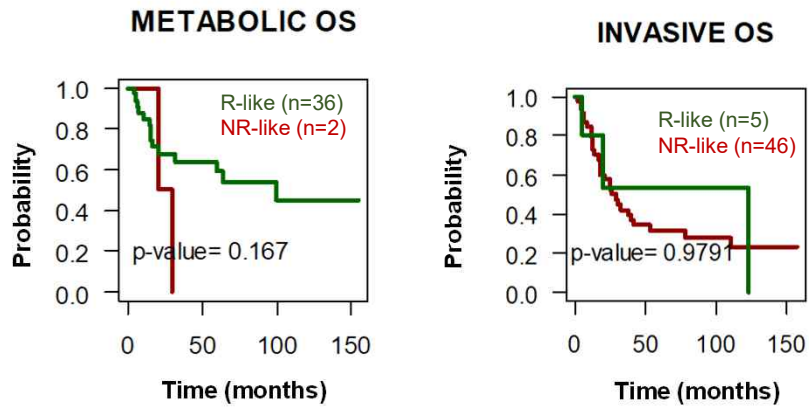 METABOLIC OS
Probability
1.0
0.8
0.6
0.4
0.2
0.0
R-like (n=36)
NR-like (n=2)
p-value= 0.167
0 50 100 150
Time (months)
INVASIVE OS
Probability
1.0
0.8
0.6
0.4
0.2
0.0
R-like (n=5)
NR-like (n=46)
p-value= 0.9791
0 50 100 150
Time (months)